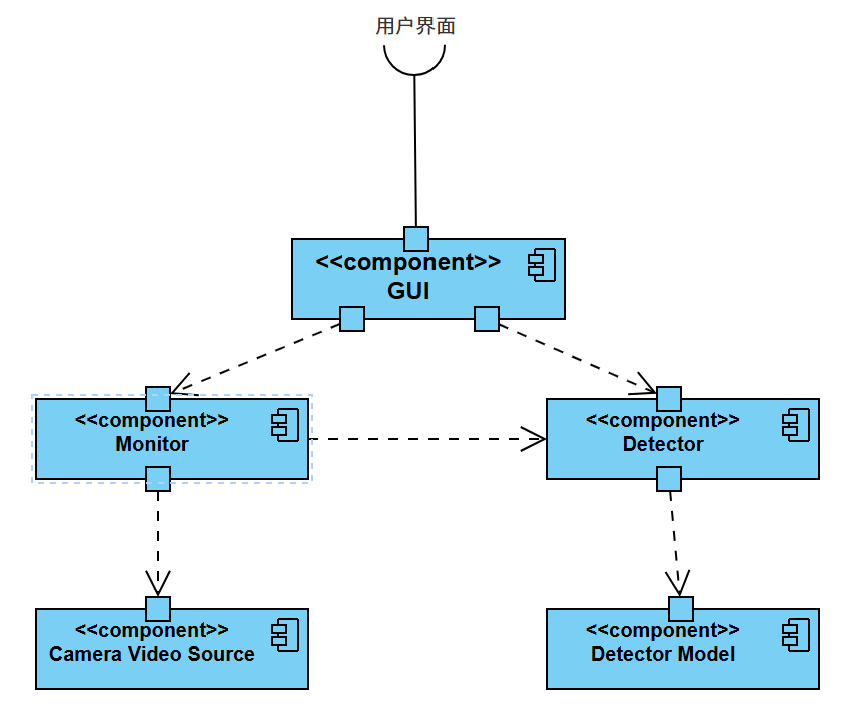 用户界面
<<component>>
GUI
<<component>>
Monitor
<<component>>
Detector
<<component>>
Camera Video Source
<<component>>
Detector Model